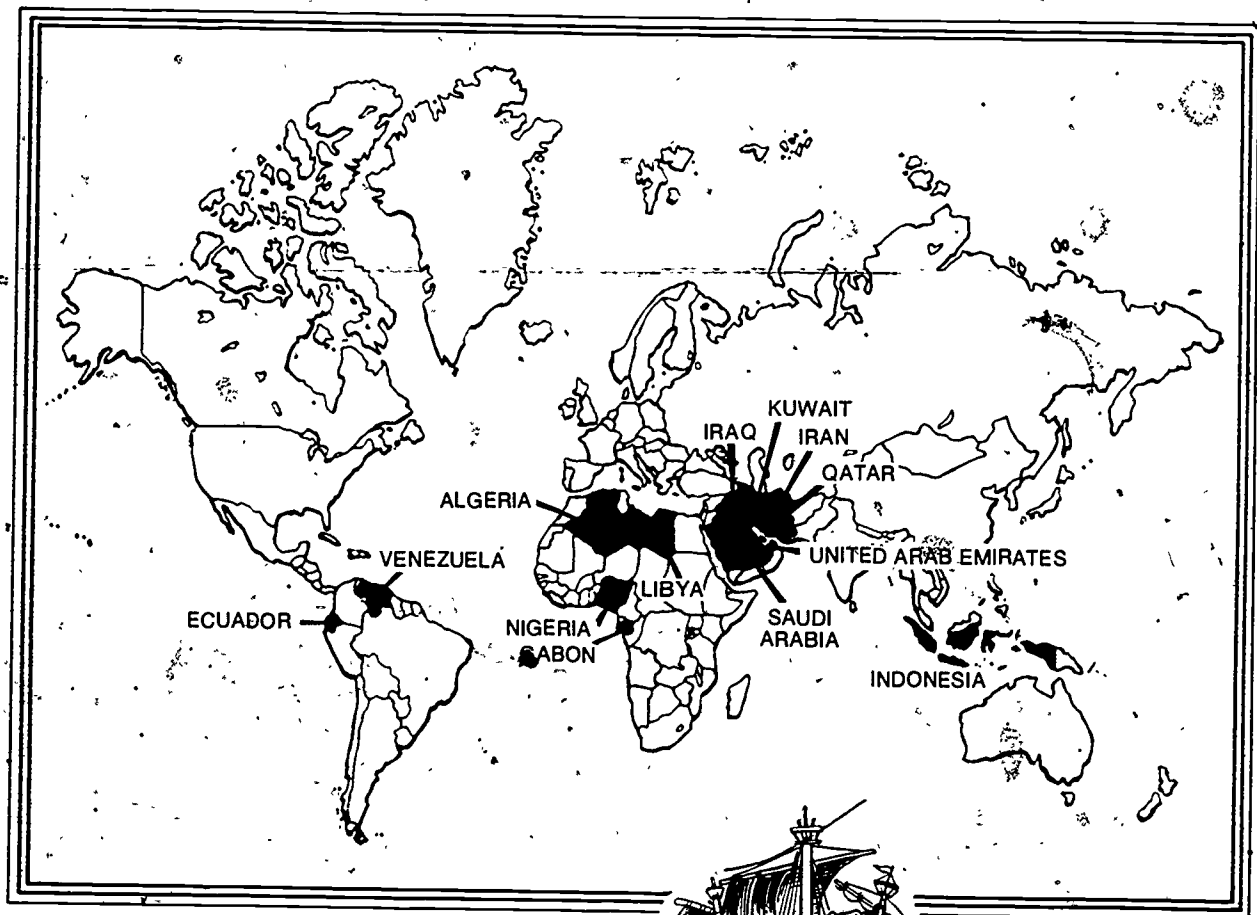 KUWAIT
IRAQ
IRAN
QATAR
ALGERIA
UNITED ARAB EMIRATES
VENEZUELA
LIBYA
SAUDI
ARABIA
ECUADOR
NIGERIA
GABON
INDONESIA